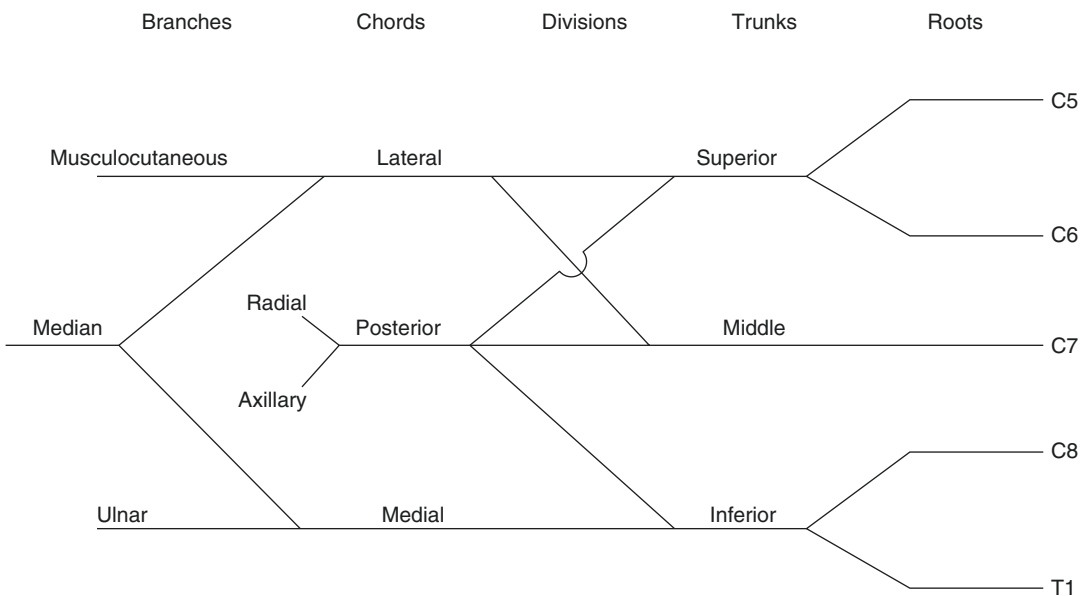 Branches Chords Divisions Trunks Roots
C5
Musculocutaneous Lateral Superior
C6
Radial
Median Posterior Middle
C7
Axillary
C8
Ulnar Medial Inferior
T1